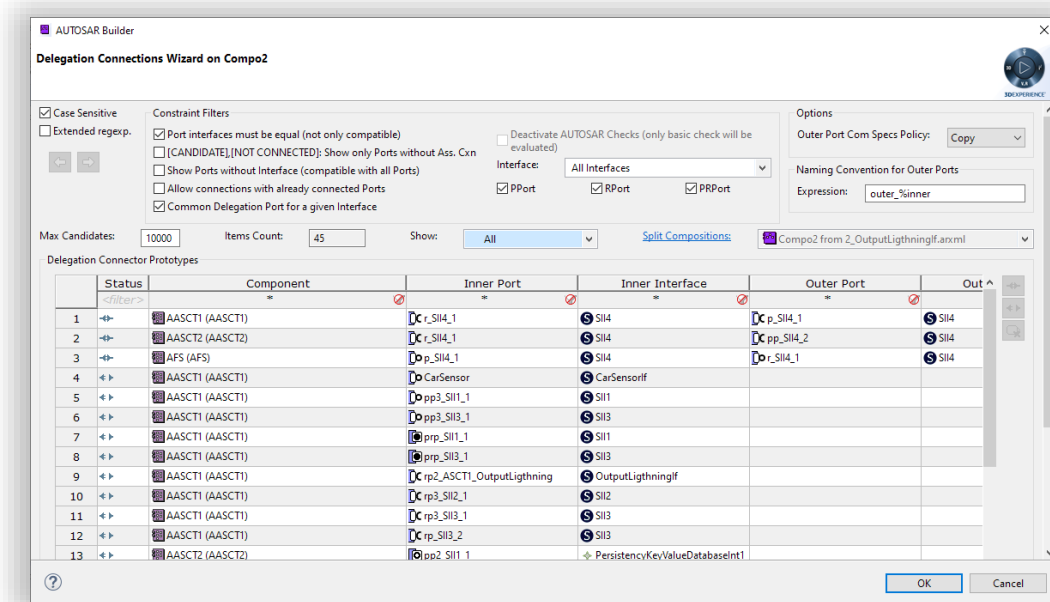 AUTOSAR Builder
Delegation Connections Wizard on Compo2
3DEXPERIENCE
Case Sensitive
Extended regexp.
Constraint Filters
Port interfaces must be equal (not only compatible)
[CANDIDATE],[NOT CONNECTED]: Show only Ports without Ass. Cxn
Show Ports without Interface (compatible with all Ports)
Allow connections with already connected Ports
Common Delegation Port for a given Interface
Deactivate AUTOSAR Checks (only basic check will be
evaluated)
Interface: All Interfaces
PPort RPort PRPort
Options
Outer Port Com Specs Policy: Copy
Naming Convention for Outer Ports
Expression: outer_%inner
Max Candidates: 10000 Items Count: 45 Show: All Split Compositions: Compo2 from 2_OutputLigthningIf.arxml
Delegation Connector Prototypes
Status Component Inner Port Inner Interface Outer Port Out
<filter> * * * *
1 AASCT1 (AASCT1) r_SII4_1 SII4 p_SII4_1 SII4
2 AASCT2 (AASCT2) r_SII4_1 SII4 pp_SII4_2 SII4
3 AFS (AFS) p_SII4_1 SII4 r_SII4_1 SII4
4 AASCT1 (AASCT1) CarSensor CarSensorIf
5 AASCT1 (AASCT1) pp3_SII1_1 SII1
6 AASCT1 (AASCT1) pp3_SII3_1 SII3
7 AASCT1 (AASCT1) prp_SII1_1 SII1
8 AASCT1 (AASCT1) prp_SII3_1 SII3
9 AASCT1 (AASCT1) rp2_ASCT1_OutputLigthning OutputLigthningIf
10 AASCT1 (AASCT1) rp3_SII2_1 SII2
11 AASCT1 (AASCT1) rp3_SII3_1 SII3
12 AASCT1 (AASCT1) rp_SII3_2 SII3
13 AASCT2 (AASCT2) pp2_SII1_1 PersistencyKeyValueDatabaseInt1
OK Cancel